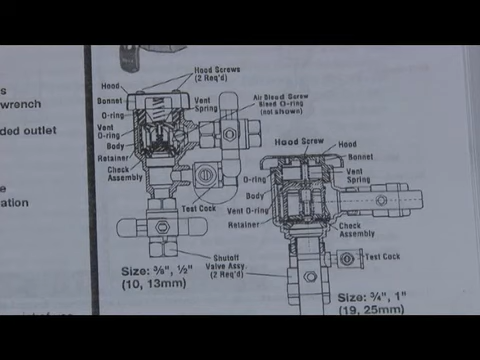 s
wrench
ded outlet
e
ation
Hood Screws
(2 Req'd)
Hood
Bonnet
Vent
Spring
Air Bleed Screw
Bleed O-ring
(not shown)
O-ring
Vent
O-ring
Body
Retainer
Check
Assembly
Test Cock
Hood Screw
Hood
Bonnet
O-ring
Vent
Spring
Body
Vent O-ring
Retainer
Check
Assembly
Test Cock
Shutoff
Valve Assy.
(2 Req'd)
Size: ⅜", ½"
(10, 13mm)
Size: ¾", 1"
(19, 25mm)